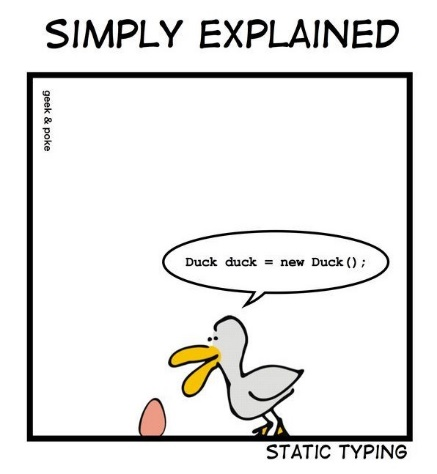 SIMPLY EXPLAINED
geek & poke
Duck duck = new Duck();
STATIC TYPING